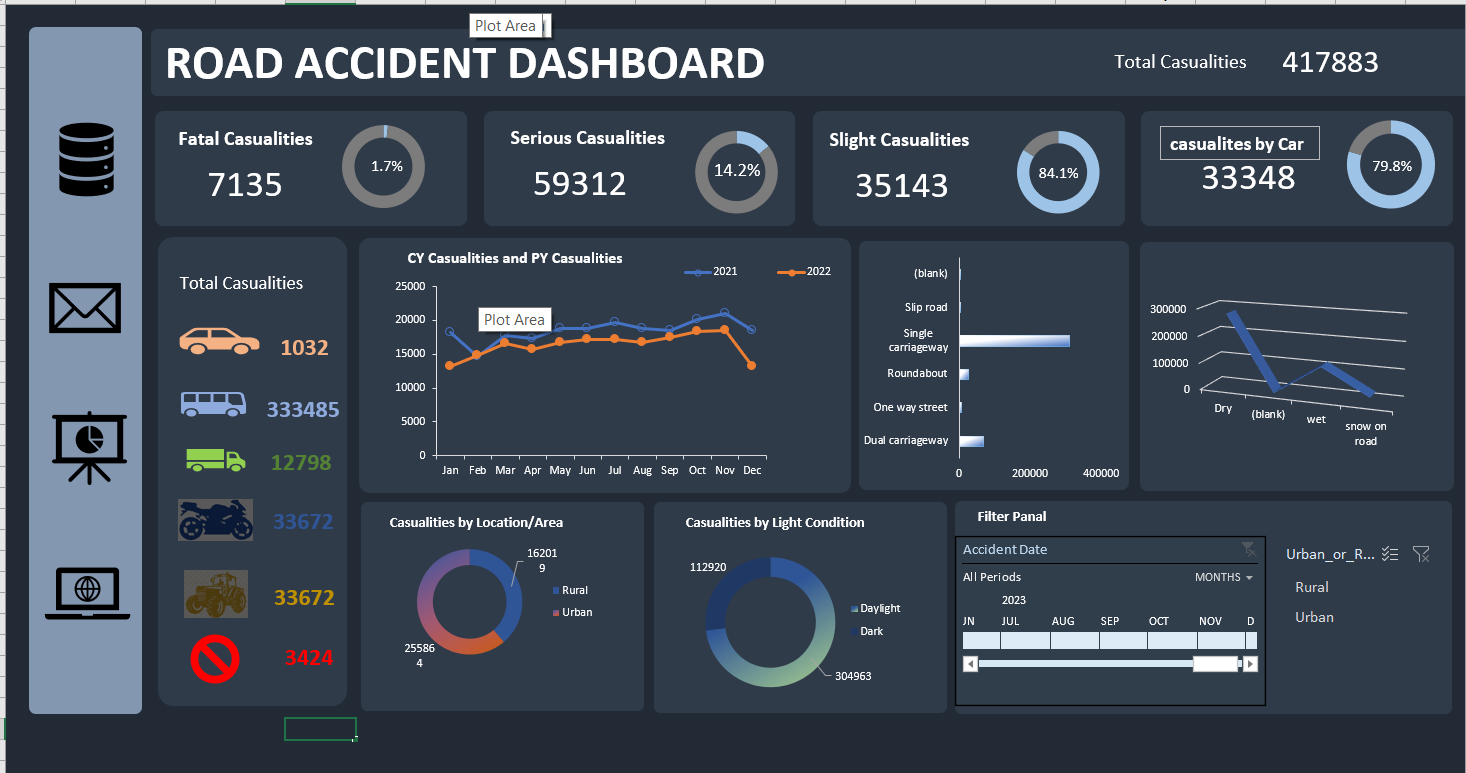 Plot Area
ROAD ACCIDENT DASHBOARD
Total Casualities 417883
Fatal Casualities
7135
1.7%
Serious Casualities
59312
14.2%
Slight Casualities
35143
84.1%
casualites by Car
33348
79.8%
Total Casualities
1032
333485
12798
33672
33672
3424
CY Casualities and PY Casualities
2021 2022
25000
20000
15000
10000
5000
0
Plot Area
Jan Feb Mar Apr May Jun Jul Aug Sep Oct Nov Dec
(blank)
Slip road
Single
carriageway
Roundabout
One way street
Dual carriageway
0 200000 400000
300000
200000
100000
0
Dry
(blank)
wet
snow on
road
Casualities by Location/Area
16201
9
25586
4
Rural
Urban
Casualities by Light Condition
112920
304963
Daylight
Dark
Filter Panal
Accident Date
All Periods MONTHS
2023
JN JUL AUG SEP OCT NOV D
Urban_or_R...
Rural
Urban